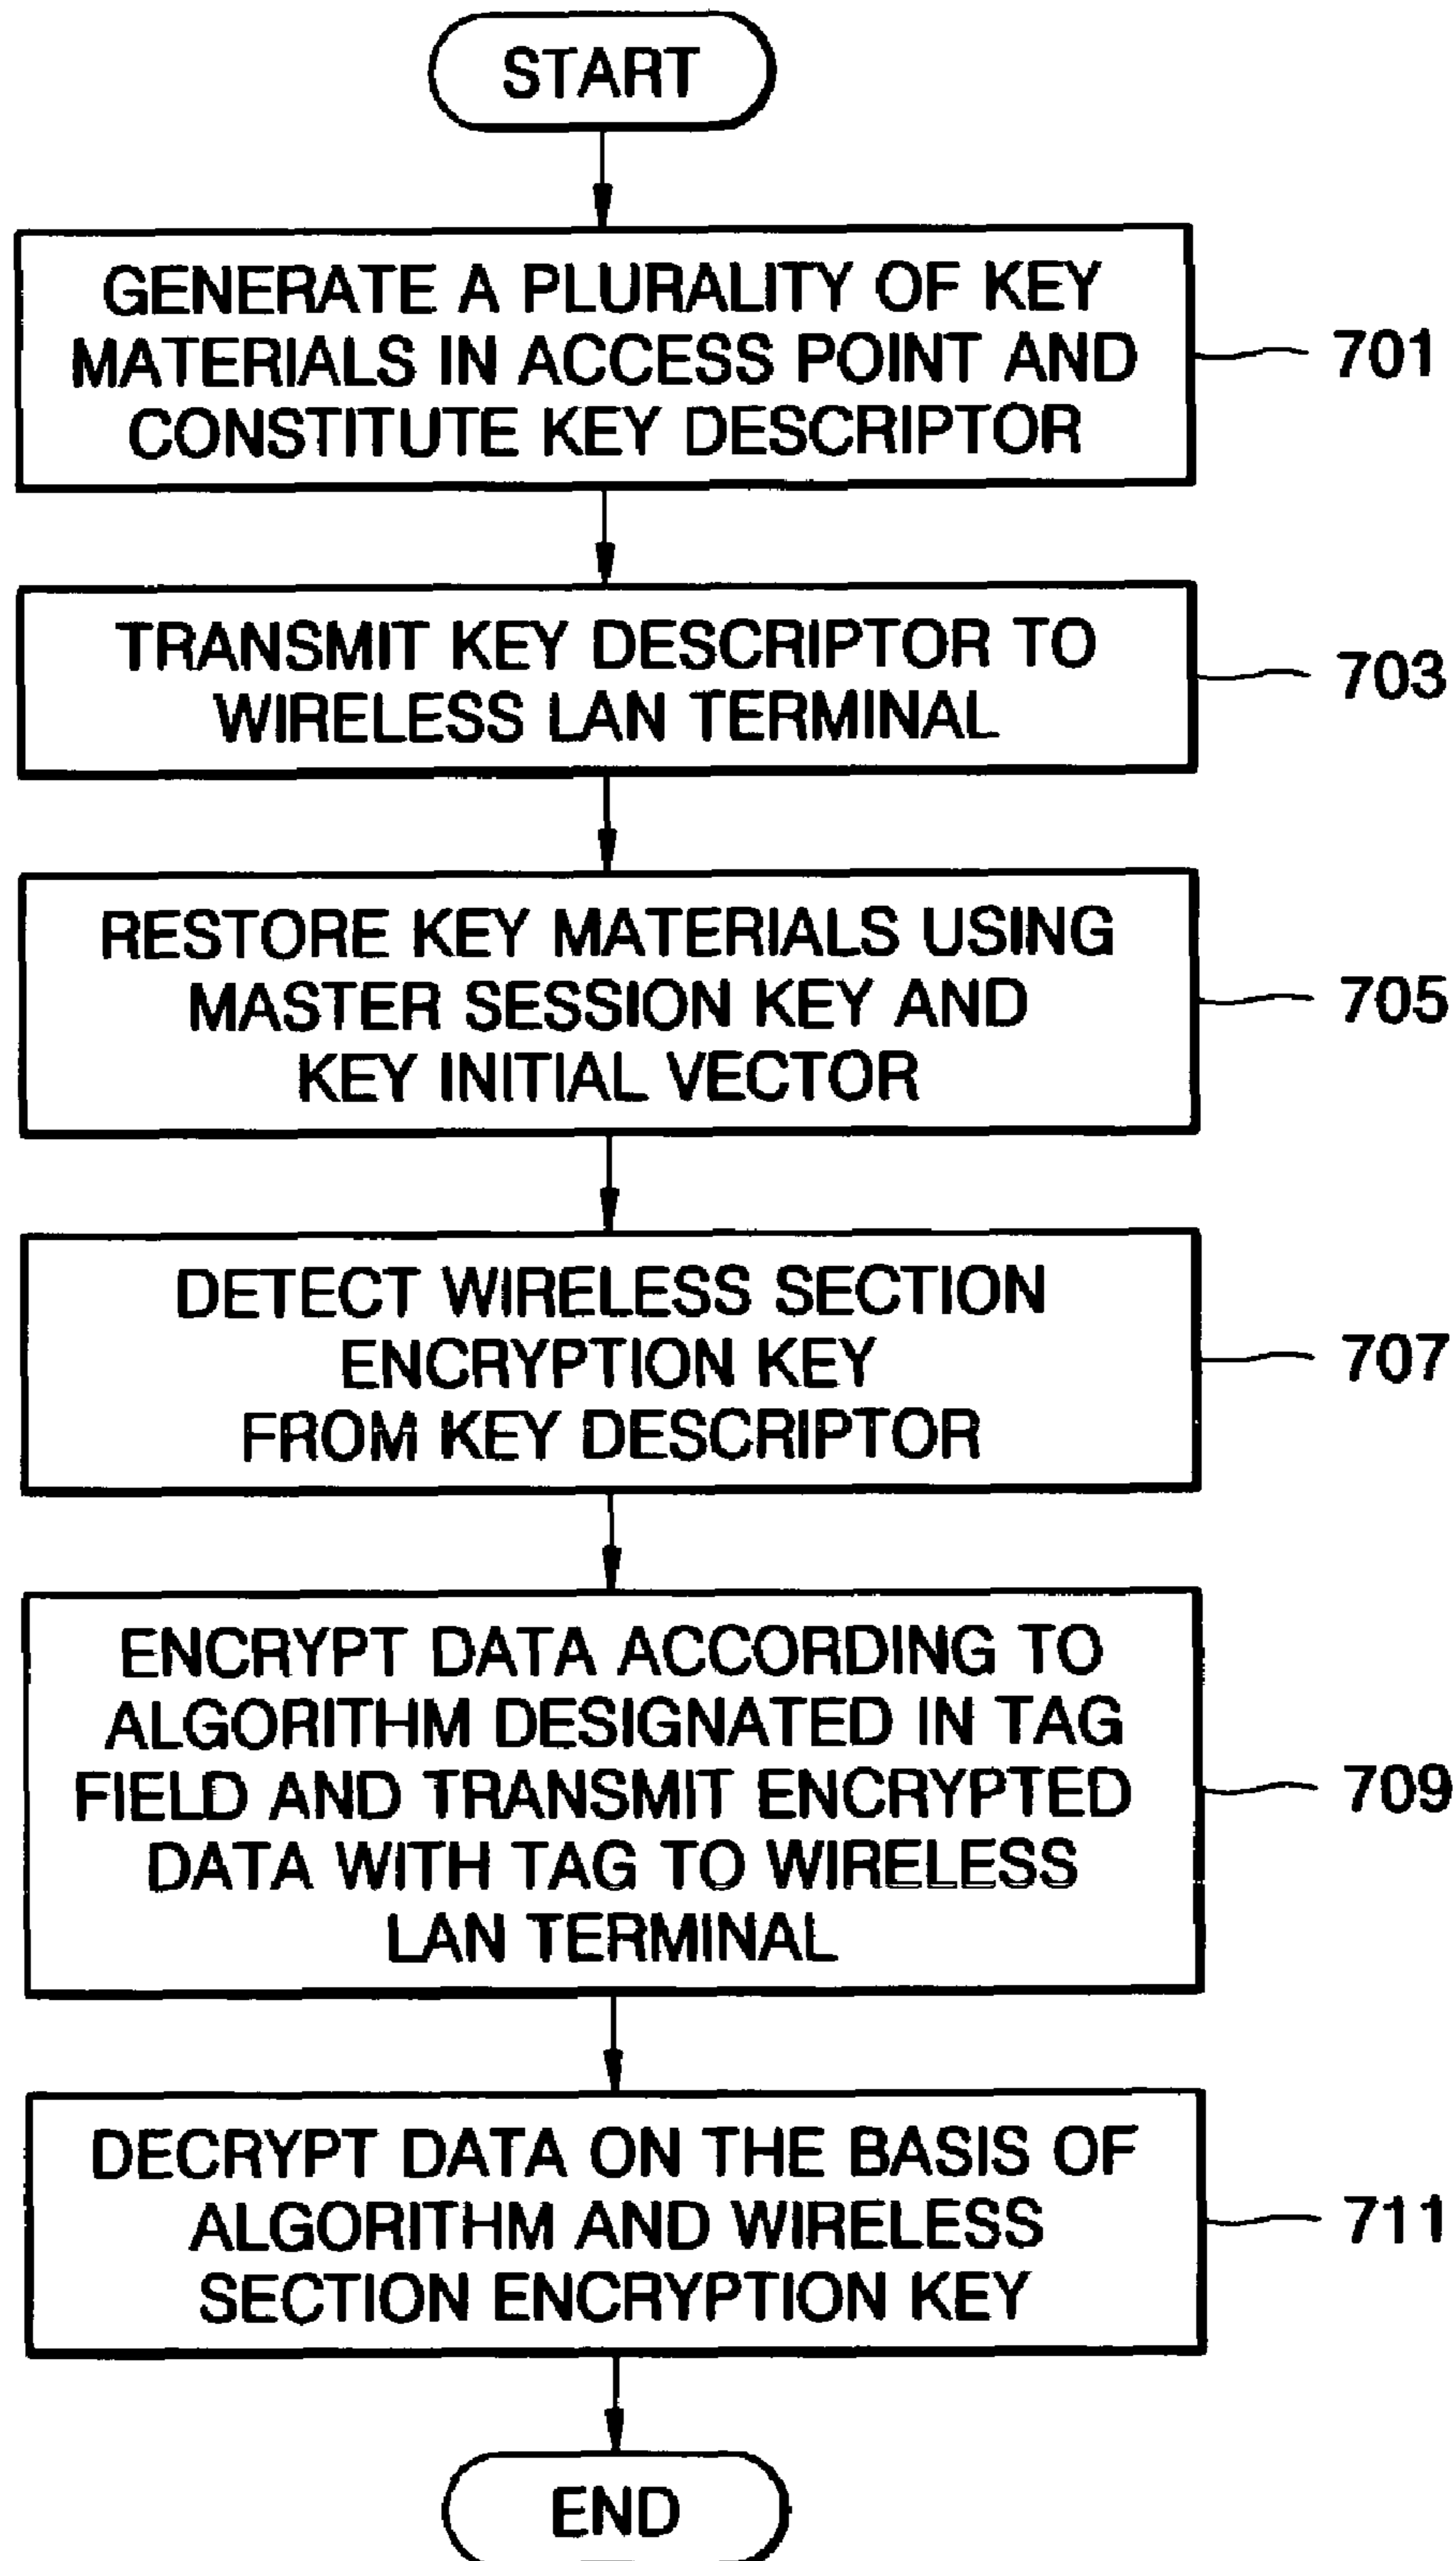 START
GENERATE A PLURALITY OF KEY
MATERIALS IN ACCESS POINT AND
CONSTITUTE KEY DESCRIPTOR
701
TRANSMIT KEY DESCRIPTOR TO
WIRELESS LAN TERMINAL
703
RESTORE KEY MATERIALS USING
MASTER SESSION KEY AND
KEY INITIAL VECTOR
705
DETECT WIRELESS SECTION
ENCRYPTION KEY
FROM KEY DESCRIPTOR
707
ENCRYPT DATA ACCORDING TO
ALGORITHM DESIGNATED IN TAG
FIELD AND TRANSMIT ENCRYPTED
DATA WITH TAG TO WIRELESS
LAN TERMINAL
709
DECRYPT DATA ON THE BASIS OF
ALGORITHM AND WIRELESS
SECTION ENCRYPTION KEY
711
END